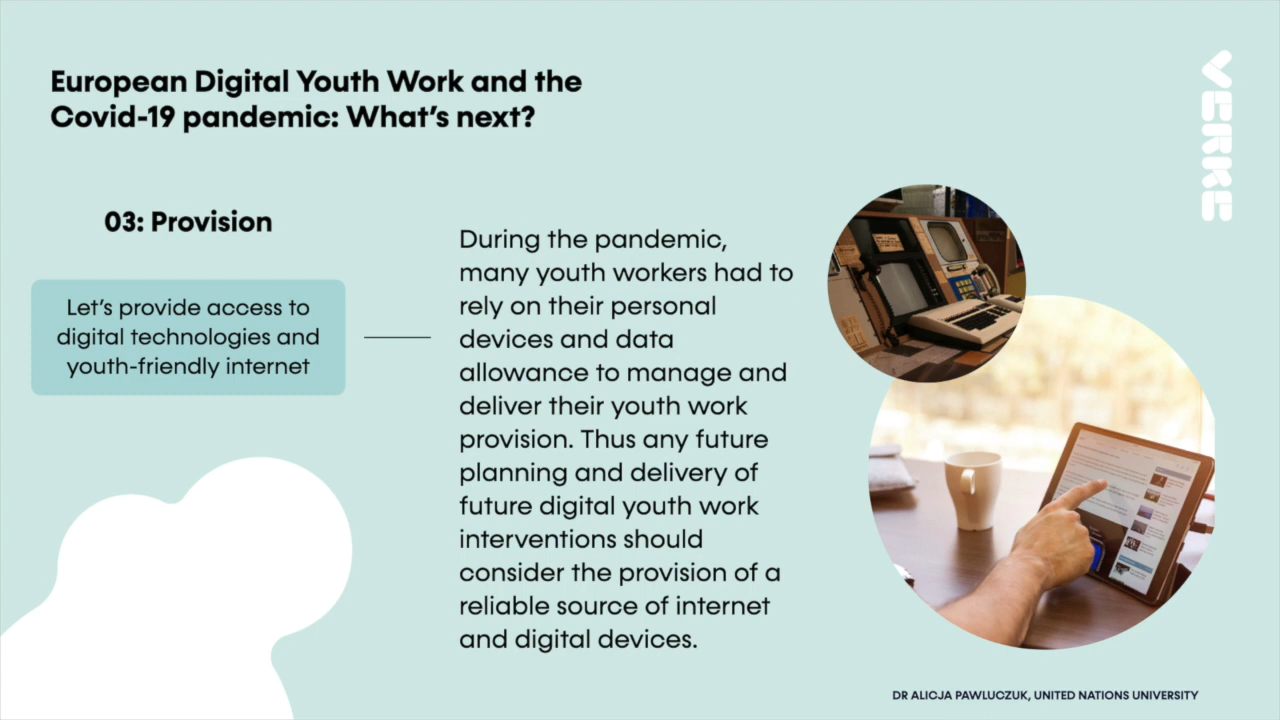 European Digital Youth Work and the
Covid-19 pandemic: What's next?
VERKE
03: Provision
Let's provide access to
digital technologies and
youth-friendly internet
During the pandemic,
many youth workers had to
rely on their personal
devices and data
allowance to manage and
deliver their youth work
provision. Thus any future
planning and delivery of
future digital youth work
interventions should
consider the provision of a
reliable source of internet
and digital devices.
DR ALICJA PAWLUCZUK, UNITED NATIONS UNIVERSITY